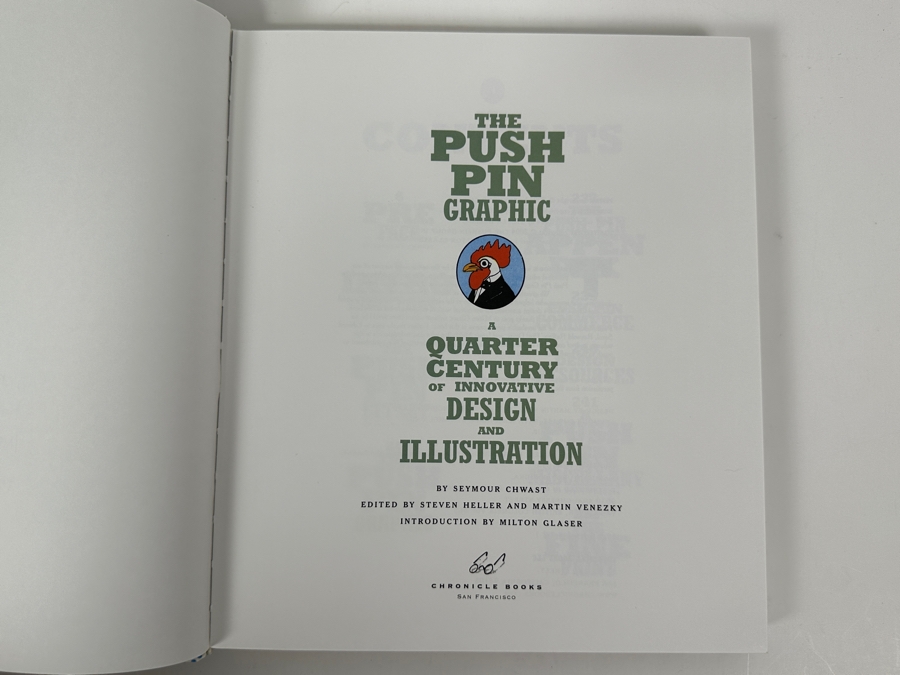 THE
PUSH
PIN
GRAPHIC
A
QUARTER
CENTURY
OF INNOVATIVE
DESIGN
AND
ILLUSTRATION
BY SEYMOUR CHWAST
EDITED BY STEVEN HELLER AND MARTIN VENEZKY
INTRODUCTION BY MILTON GLASER
CHRONICLE BOOKS
SAN FRANCISCO